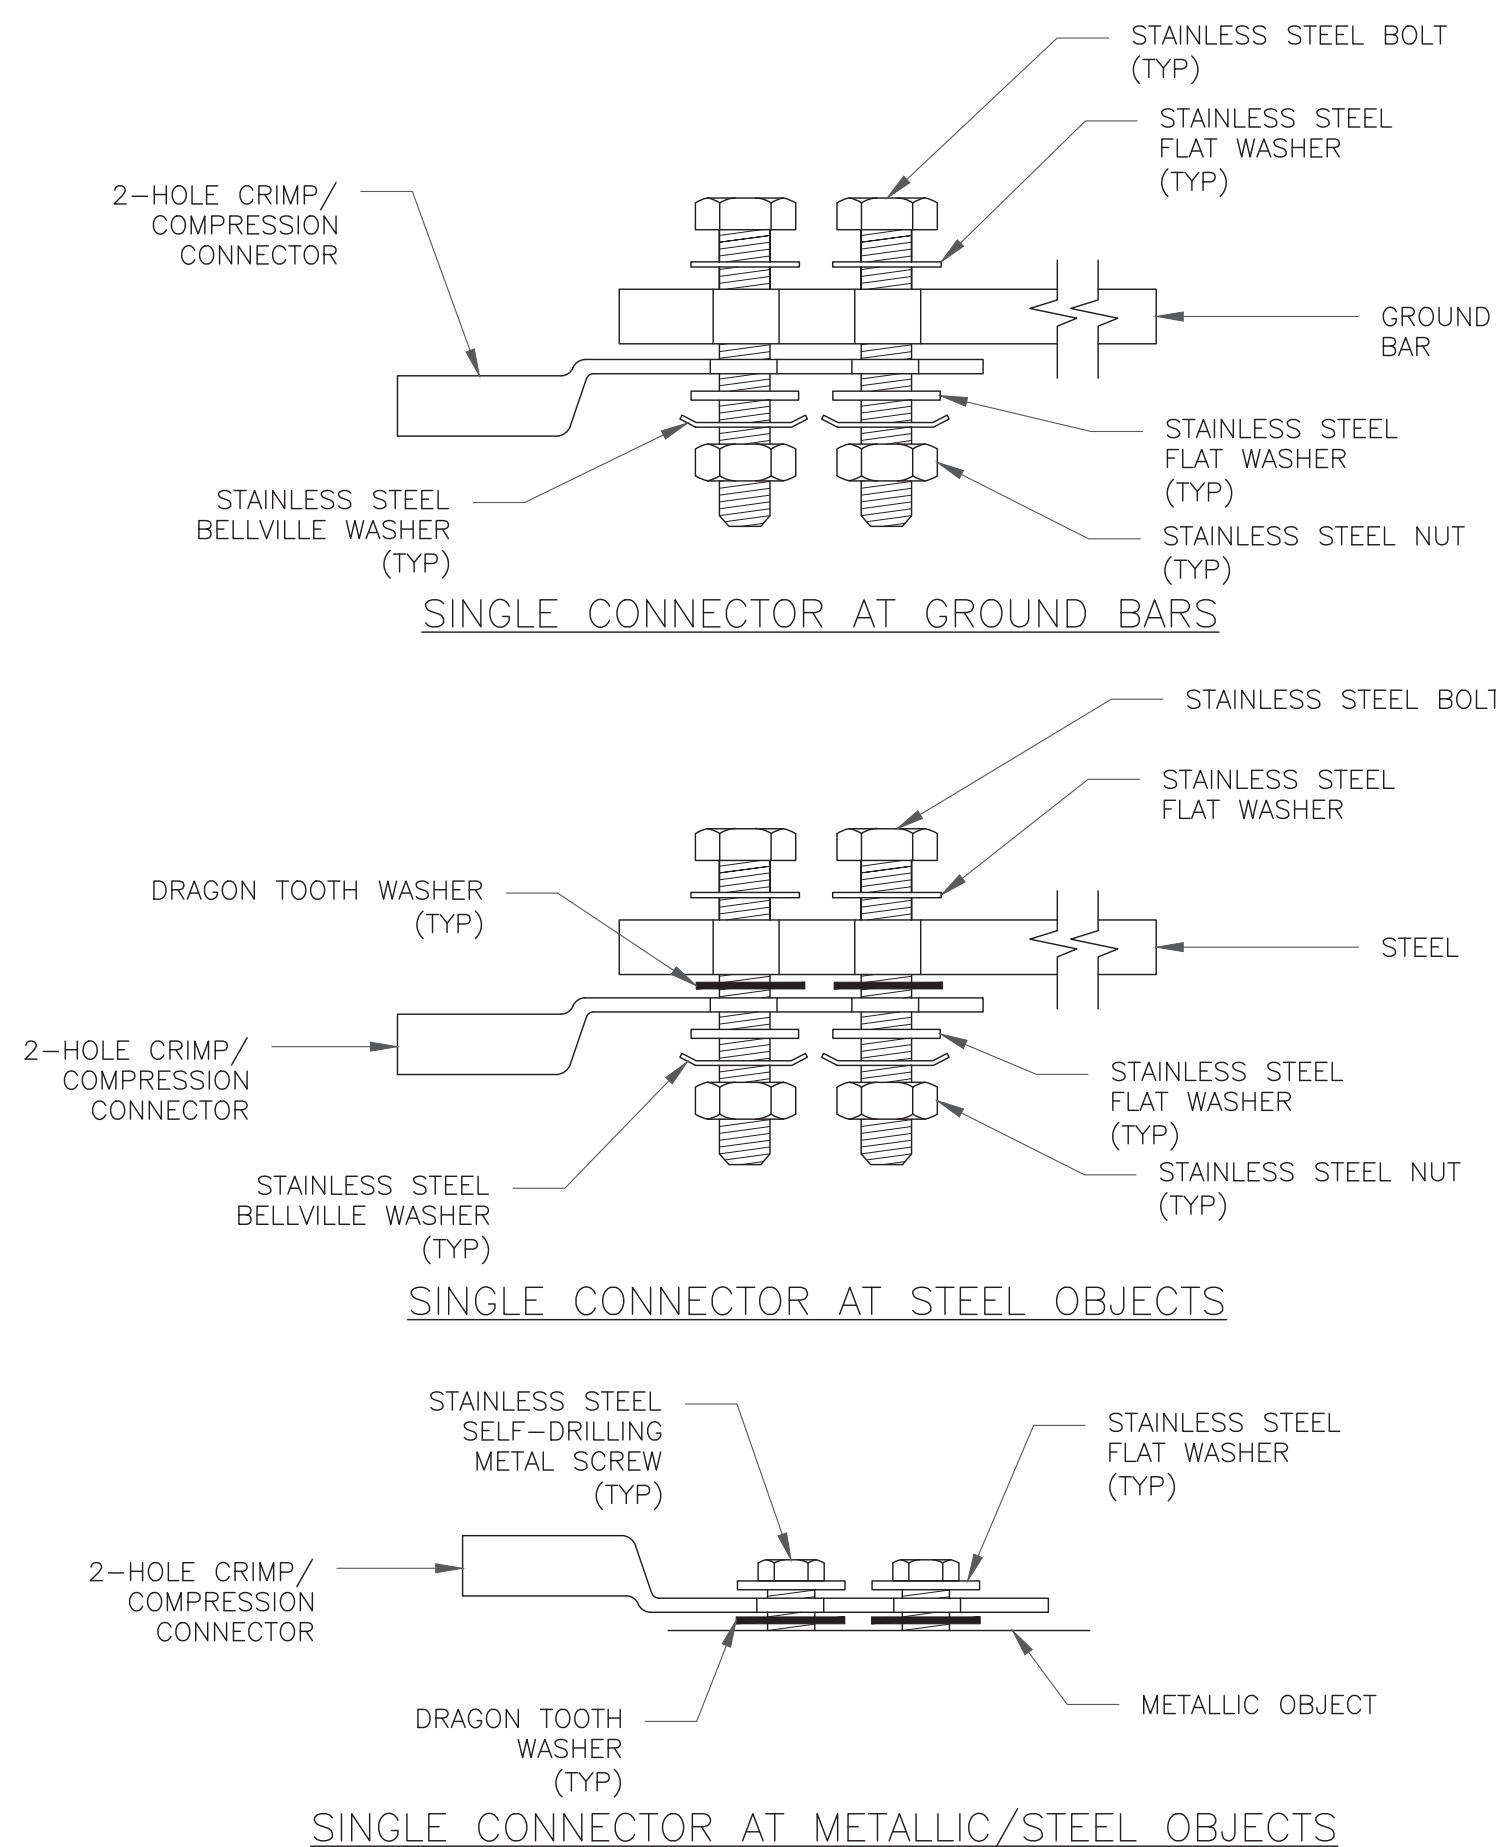 STAINLESS STEEL BOLT
(TYP)
STAINLESS STEEL
FLAT WASHER
(TYP)
2-HOLE CRIMP/
COMPRESSION
CONNECTOR
GROUND
BAR
STAINLESS STEEL
FLAT WASHER
(TYP)
STAINLESS STEEL
BELLVILLE WASHER
(TYP)
STAINLESS STEEL NUT
(TYP)
SINGLE CONNECTOR AT GROUND BARS
STAINLESS STEEL BOLT
STAINLESS STEEL
FLAT WASHER
DRAGON TOOTH WASHER
(TYP)
STEEL
2-HOLE CRIMP/
COMPRESSION
CONNECTOR
STAINLESS STEEL
FLAT WASHER
(TYP)
STAINLESS STEEL NUT
(TYP)
STAINLESS STEEL
BELLVILLE WASHER
(TYP)
SINGLE CONNECTOR AT STEEL OBJECTS
STAINLESS STEEL
SELF-DRILLING
METAL SCREW
(TYP)
STAINLESS STEEL
FLAT WASHER
(TYP)
2-HOLE CRIMP/
COMPRESSION
CONNECTOR
METALLIC OBJECT
DRAGON TOOTH
WASHER
(TYP)
SINGLE CONNECTOR AT METALLIC/STEEL OBJECTS